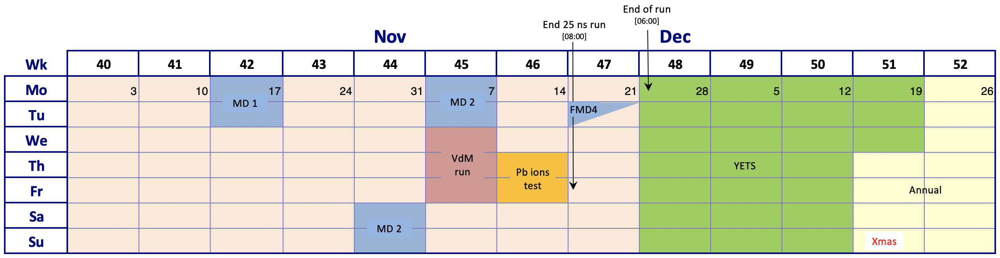 End of run
[06:00]
End 25 ns run
[08:00]
Nov Dec
Wk 40 41 42 43 44 45 46 47 48 49 50 51 52
Mo 3 10 17 24 31 7 14 21 28 5 12 19 26
MD 1 MD 2
Tu FMD4
We
VdM
run
Th YETS
Pb ions
test
Fr Annual
Sa
MD 2
Su Xmas